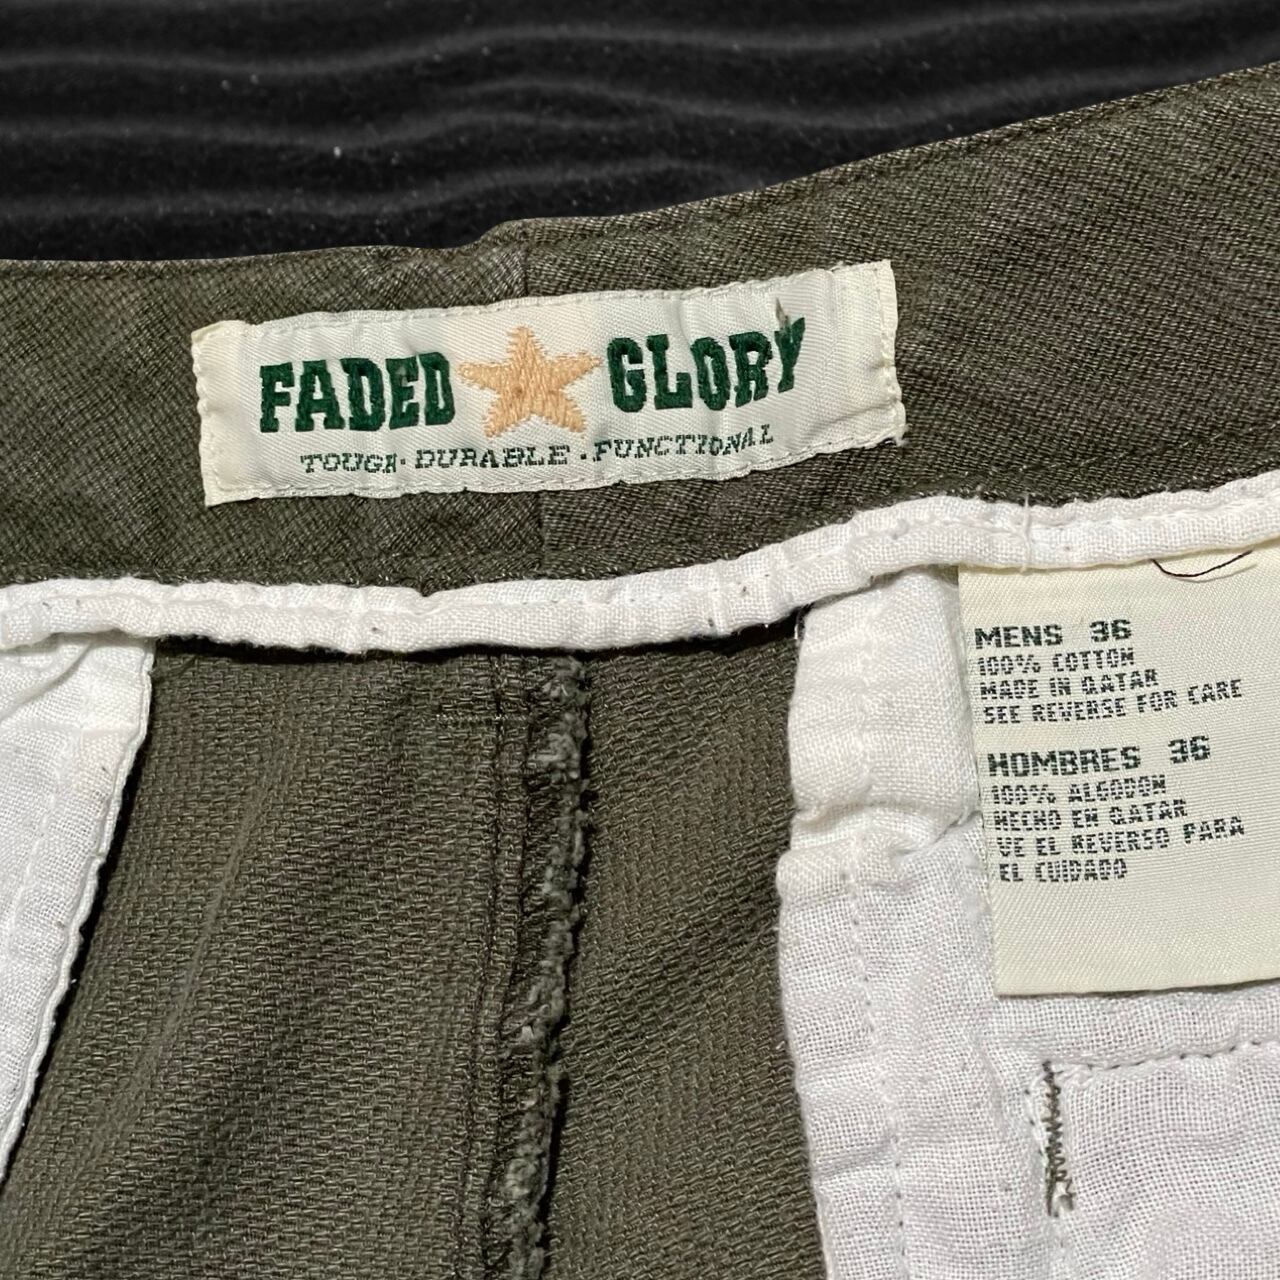 FADED GLORY
TOUGH · DURABLE · FUNCTIONAL
MENS 36
100% COTTON
MADE IN QATAR
SEE REVERSE FOR CARE
HOMBRES 36
100% ALGODON
HECHO EN QATAR
VE EL REVERSO PARA
EL CUIDADO